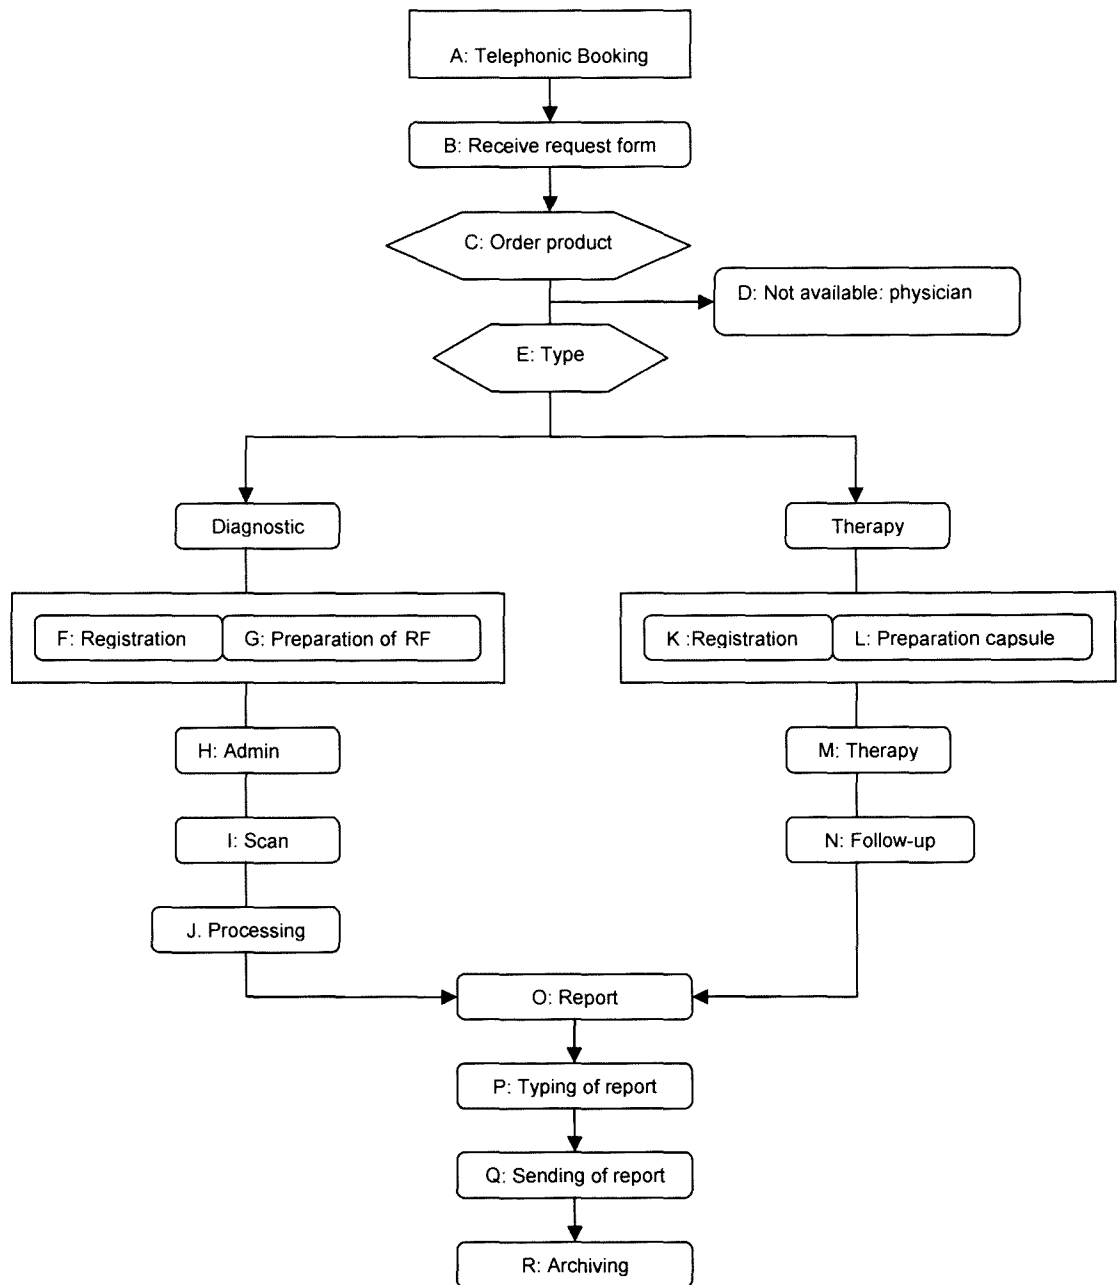 A: Telephonic Booking
B: Receive request form
C: Order product
D: Not available: physician
E: Type
Diagnostic
Therapy
F: Registration
G: Preparation of RF
K :Registration
L: Preparation capsule
H: Admin
M: Therapy
I: Scan
N: Follow-up
J. Processing
O: Report
P: Typing of report
Q: Sending of report
R: Archiving